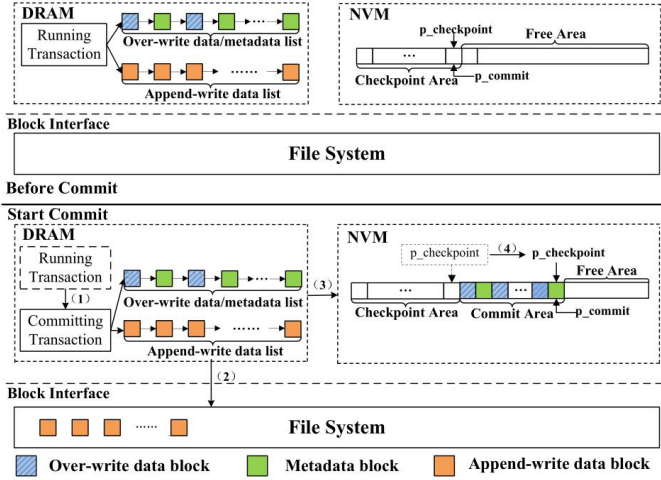 DRAM
Running
Transaction
Over-write data/metadata list
......
Append-write data list
NVM
p_checkpoint
Free Area
...
Checkpoint Area
p_commit
Block Interface
File System
Before Commit
Start Commit
DRAM
Running
Transaction
(1)
Committing
Transaction
Over-write data/metadata list
......
Append-write data list
(2)
(3)
NVM
p_checkpoint
(4)
p_checkpoint
Free Area
...
...
Checkpoint Area
Commit Area
p_commit
Block Interface
......
File System
Over-write data block
Metadata block
Append-write data block